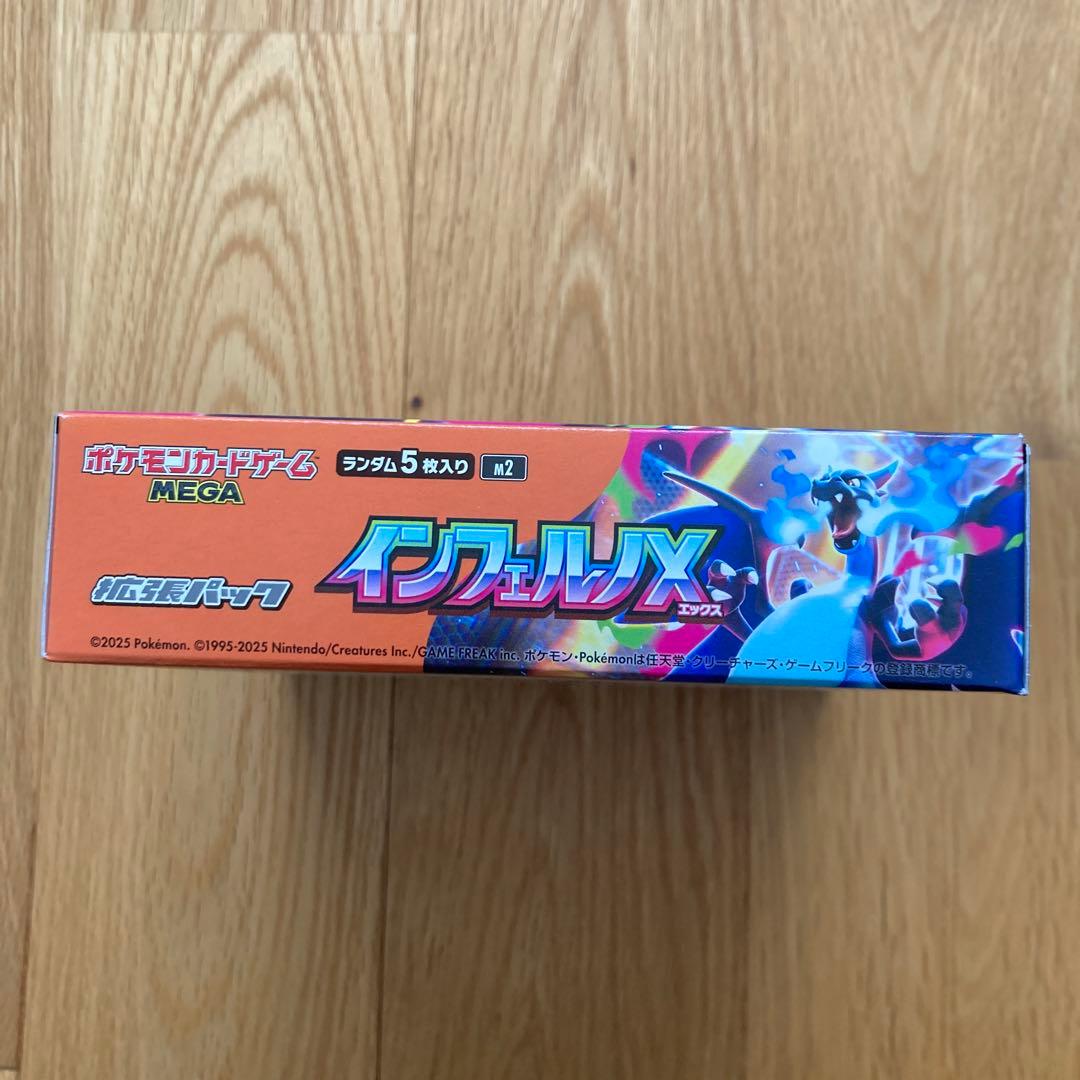 ポケモンカードゲーム
MEGA
ランダム5枚入り
M2
インフェルノX
エックス
拡張パック
©2025 Pokémon. ©1995-2025 Nintendo/Creatures Inc./GAME FREAK inc. ポケモン・Pokémonは任天堂・クリーチャーズ・ゲームフリークの登録商標です。